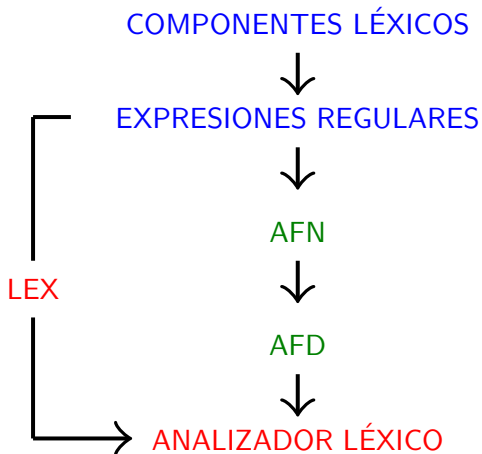 COMPONENTES LÉXICOS
EXPRESIONES REGULARES
AFN
LEX
AFD
ANALIZADOR LÉXICO